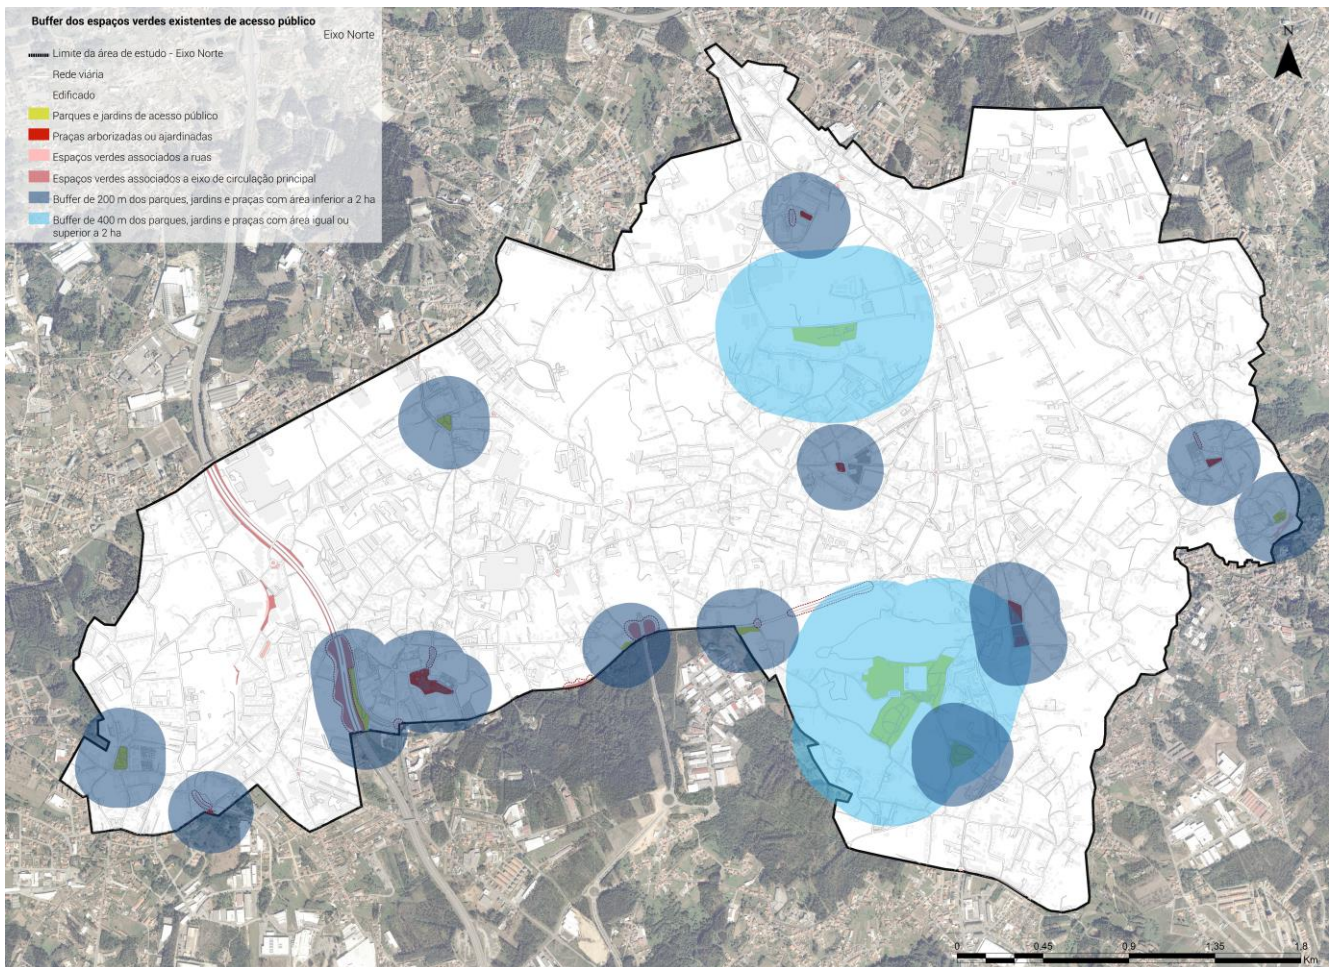 Buffer dos espaços verdes existentes de acesso público
Eixo Norte
Limite da área de estudo - Eixo Norte
Rede viária
Edificado
Parques e jardins de acesso público
Praças arborizadas ou ajardinadas
Espaços verdes associados a ruas
Espaços verdes associados a eixo de circulação principal
Buffer de 200 m dos parques, jardins e praças com área inferior a 2 ha
Buffer de 400 m dos parques, jardins e praças com área igual ou
superior a 2 ha
N
0 0.45 0.9 1.35 1.8
Km